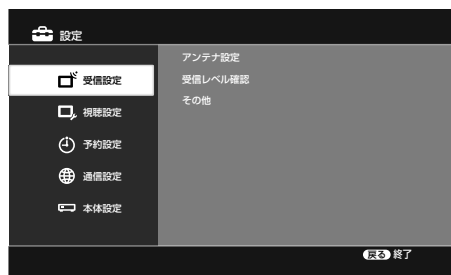 設定
受信設定
視聴設定
予約設定
通信設定
本体設定
アンテナ設定
受信レベル確認
その他
戻る 終了